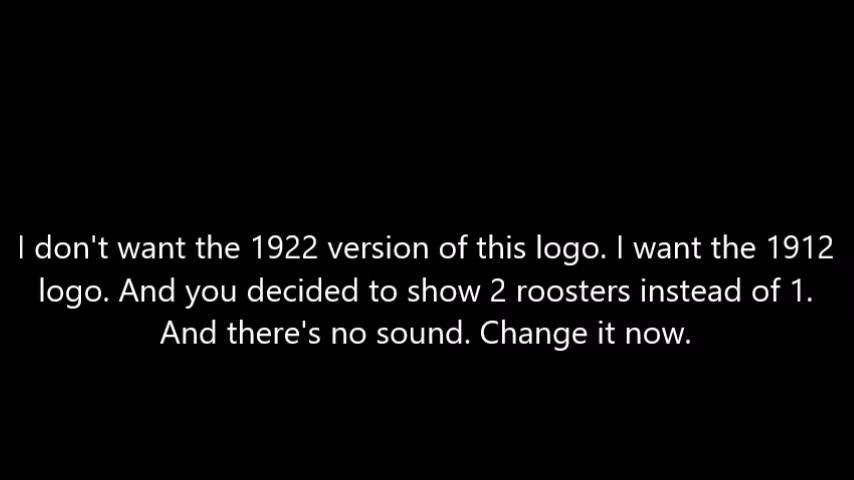 I don't want the 1922 version of this logo. I want the 1912
logo. And you decided to show 2 roosters instead of 1.
And there's no sound. Change it now.